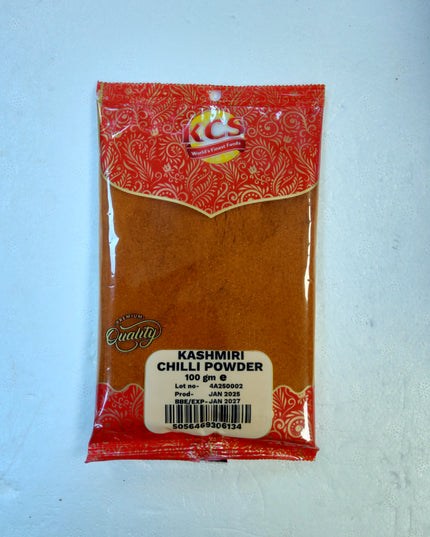 KCS
World's Finest Foods
PREMIUM
Quality
KASHMIRI
CHILLI POWDER
100 gm e
Lot no- 4A250002
Prod- JAN 2025
BBE/EXP-JAN 2027
5056469306134